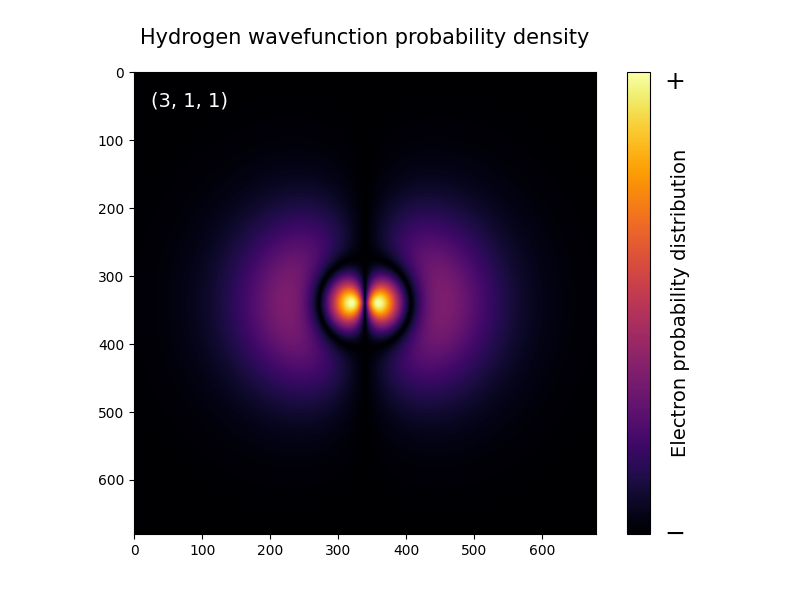 Hydrogen wavefunction probability density
(3, 1, 1)
0
100
200
300
400
500
600
0 100 200 300 400 500 600
+
Electron probability distribution
−